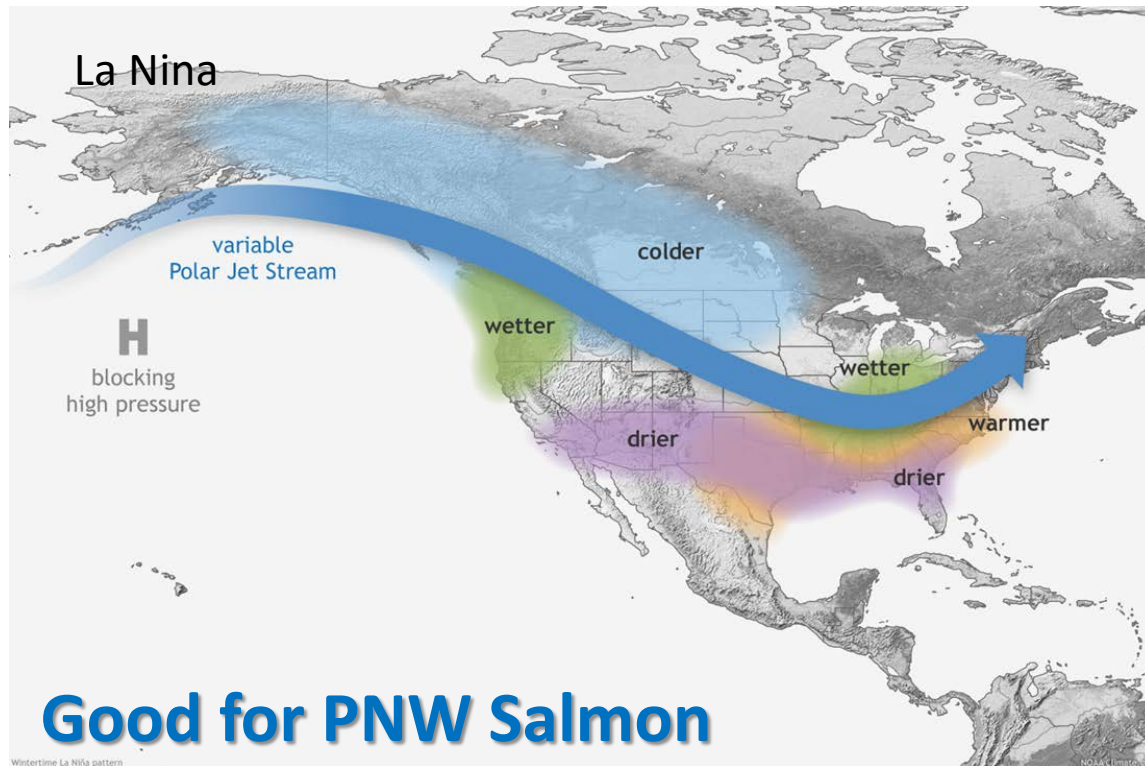 La Nina
variable
Polar Jet Stream
colder
H
blocking
high pressure
wetter
wetter
warmer
drier
drier
Good for PNW Salmon
Wintertime La Niña pattern
NOAA Climate